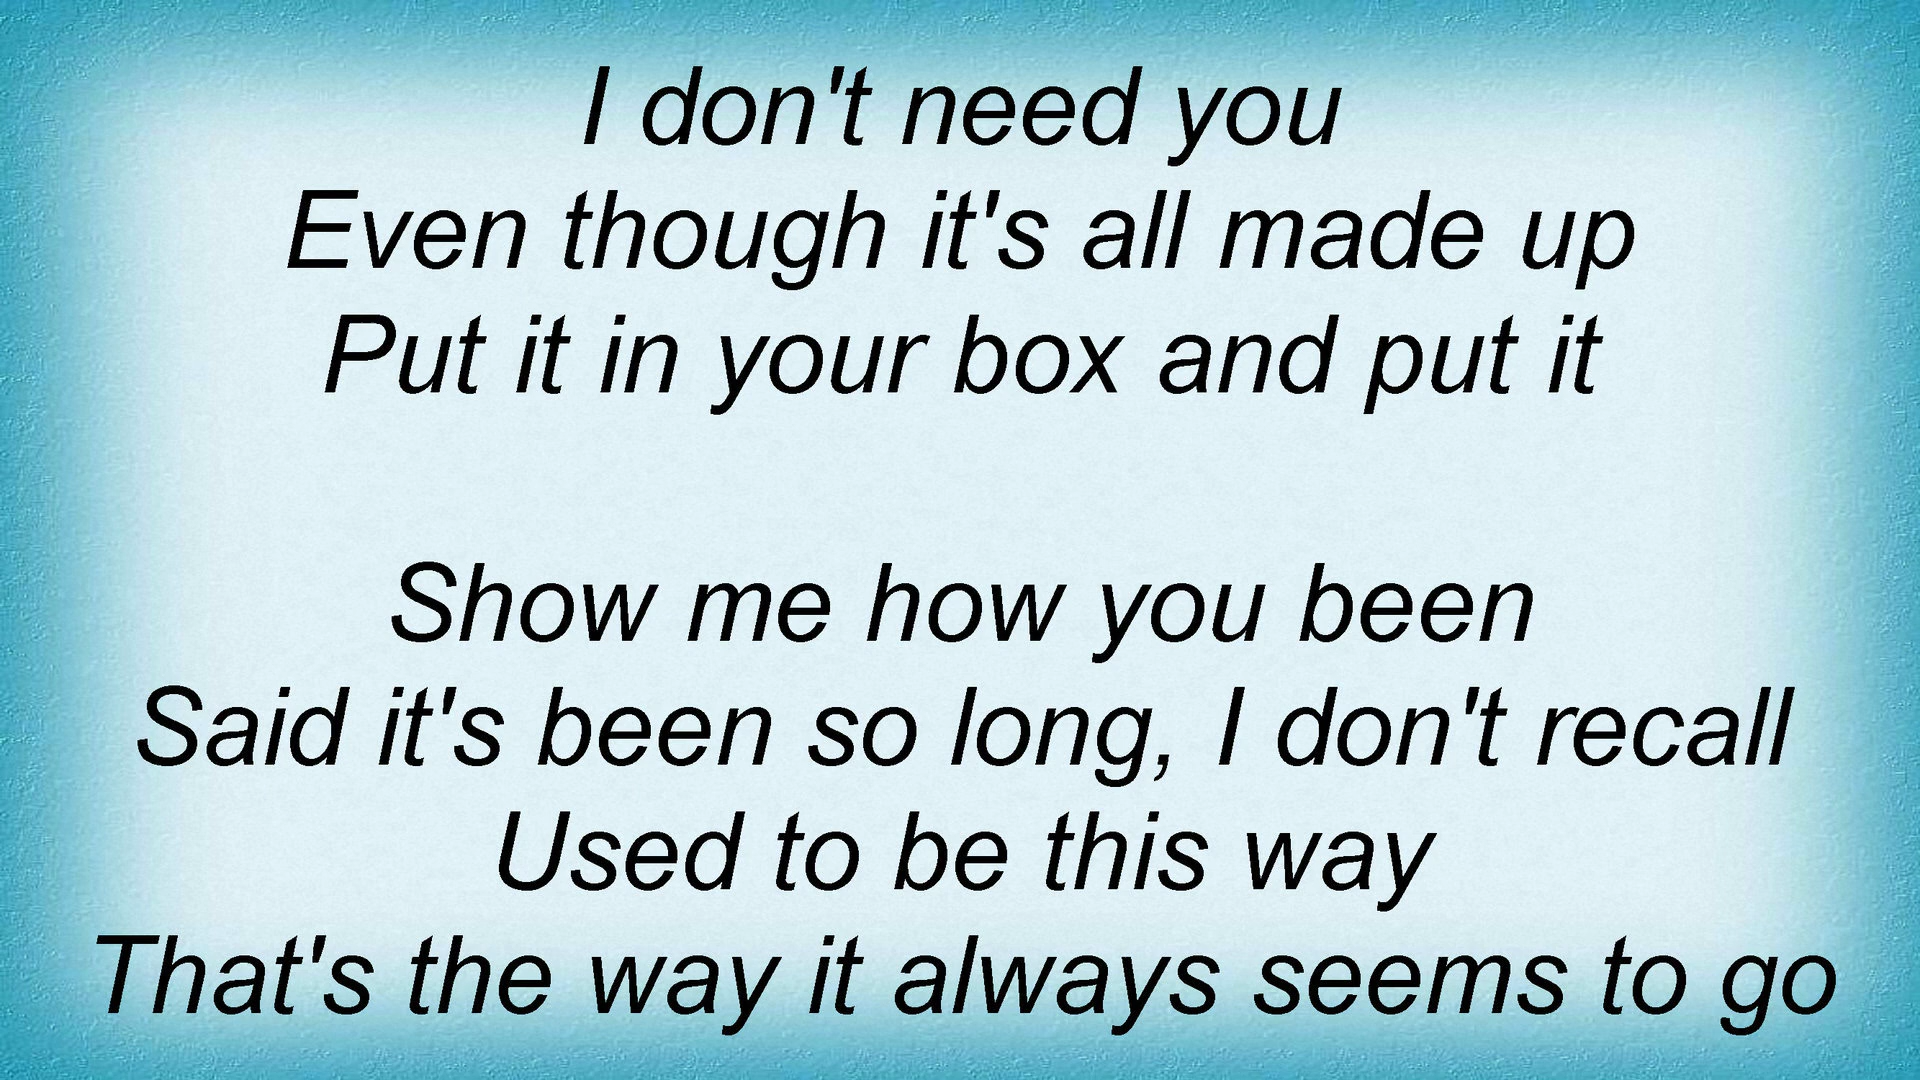 I don't need you
Even though it's all made up
Put it in your box and put it
Show me how you been
Said it's been so long, I don't recall
Used to be this way
That's the way it always seems to go